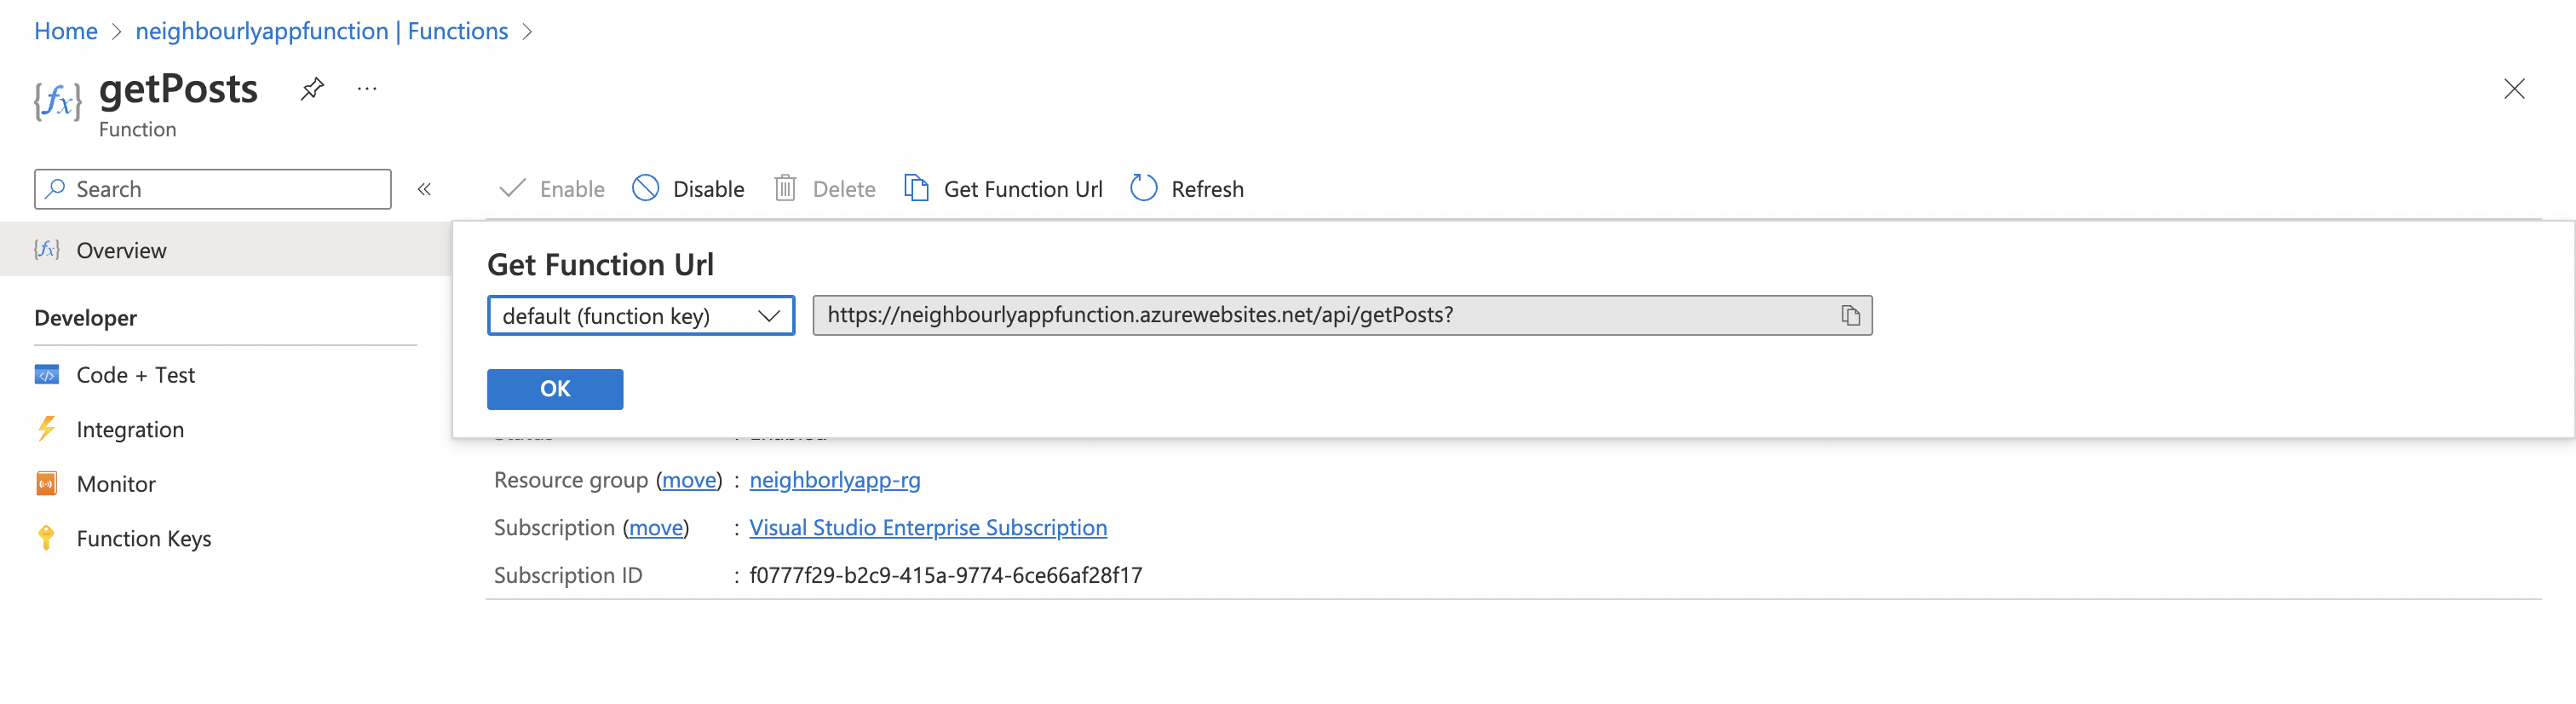 Home > neighbourlyappfunction | Functions >
getPosts
Function
Search
Enable Disable Delete Get Function Url Refresh
Overview
Developer
Code + Test
Integration
Monitor
Function Keys
Get Function Url
default (function key) https://neighbourlyappfunction.azurewebsites.net/api/getPosts?
OK
Resource group (move) : neighborlyapp-rg
Subscription (move) : Visual Studio Enterprise Subscription
Subscription ID : f0777f29-b2c9-415a-9774-6ce66af28f17